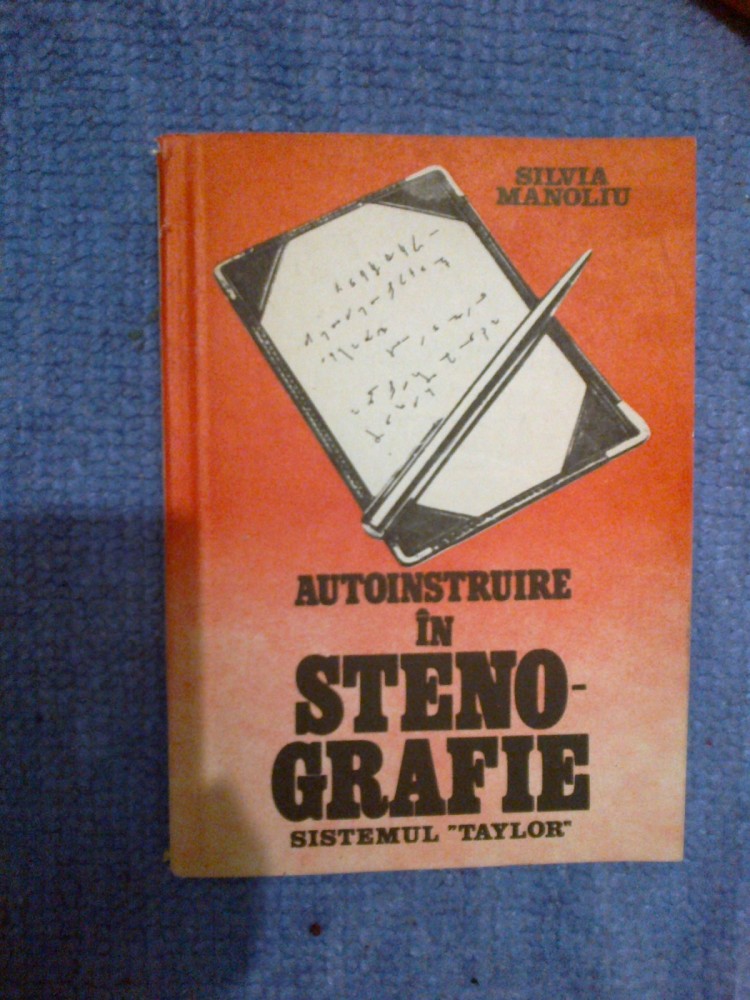 SILVIA
MANOLIU
AUTOINSTRUIRE
ÎN
STENO-
GRAFIE
SISTEMUL "TAYLOR"